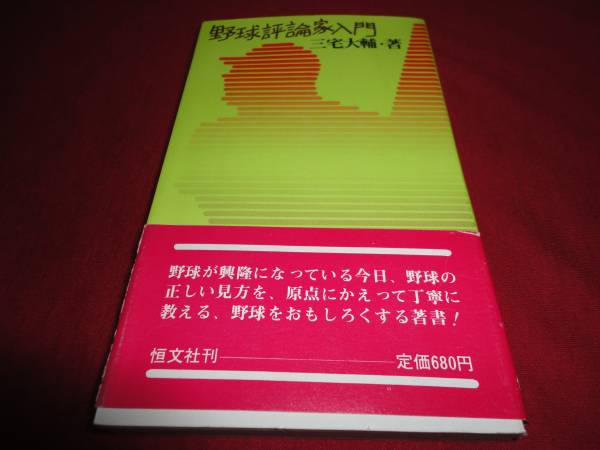 野球評論家入門
三宅大輔・著
野球が興隆になっている今日、野球の
正しい見方を、原点にかえって丁寧に
教える、野球をおもしろくする著書!
恒文社刊――定価680円